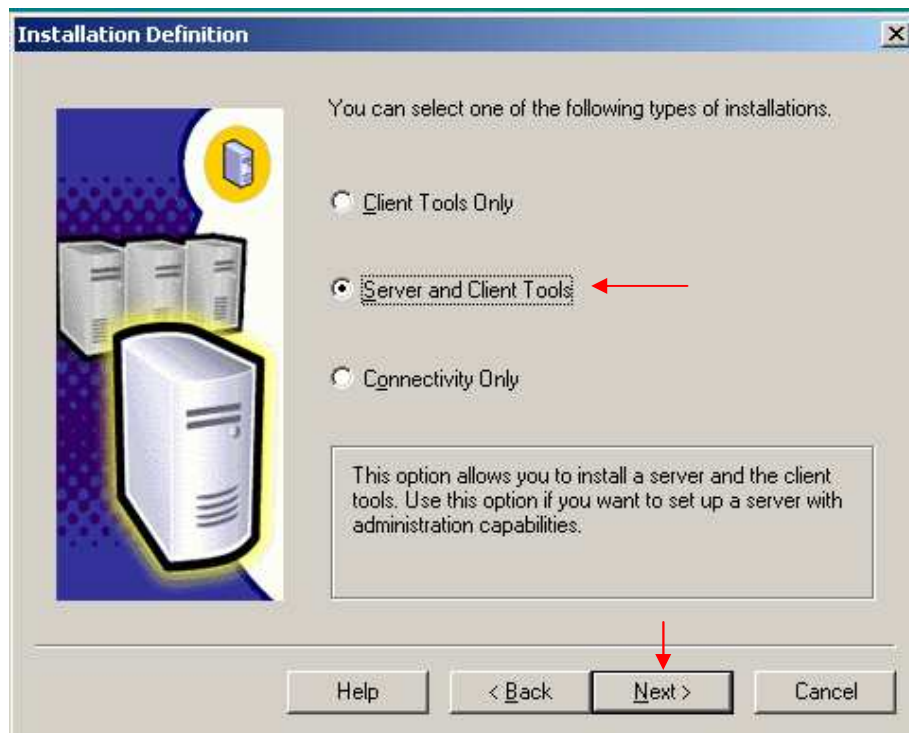 Installation Definition
You can select one of the following types of installations.
Client Tools Only
Server and Client Tools
Connectivity Only
This option allows you to install a server and the client
tools. Use this option if you want to set up a server with
administration capabilities.
Help
< Back
Next >
Cancel